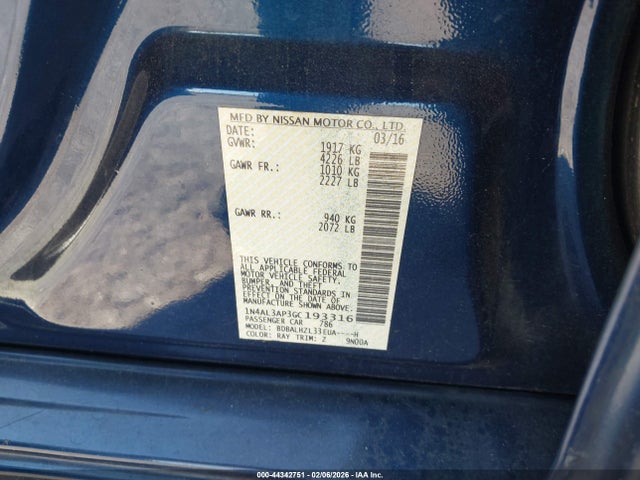 MFD BY NISSAN MOTOR CO., LTD.
DATE: 03/16
GVWR: 1917 KG
4226 LB
GAWR FR.: 1010 KG
2227 LB
GAWR RR.: 940 KG
2072 LB
THIS VEHICLE CONFORMS TO
ALL APPLICABLE FEDERAL
MOTOR VEHICLE SAFETY,
BUMPER, AND THEFT
PREVENTION STANDARDS IN
EFFECT ON THE DATE OF
MANUFACTURE SHOWN ABOVE.
1N4AL3AP3GC193316
PASSENGER CAR 786
MODEL: BDBALHZL33EUA----H
COLOR: RAY TRIM: Z 9N00A
000-44342751 - 02/06/2026 - IAA Inc.